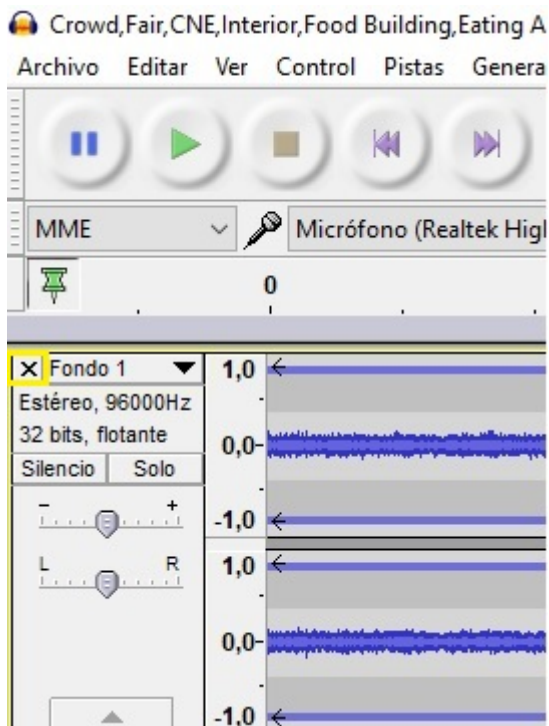 Crowd,Fair,CNE,Interior,Food Building,Eating A
Archivo Editar Ver Control Pistas Genera
MME Micrófono (Realtek Higl
0
X Fondo 1
Estéreo, 96000Hz
32 bits, flotante
Silencio Solo
- +
L R
1,0
0,0
-1,0
1,0
0,0
-1,0